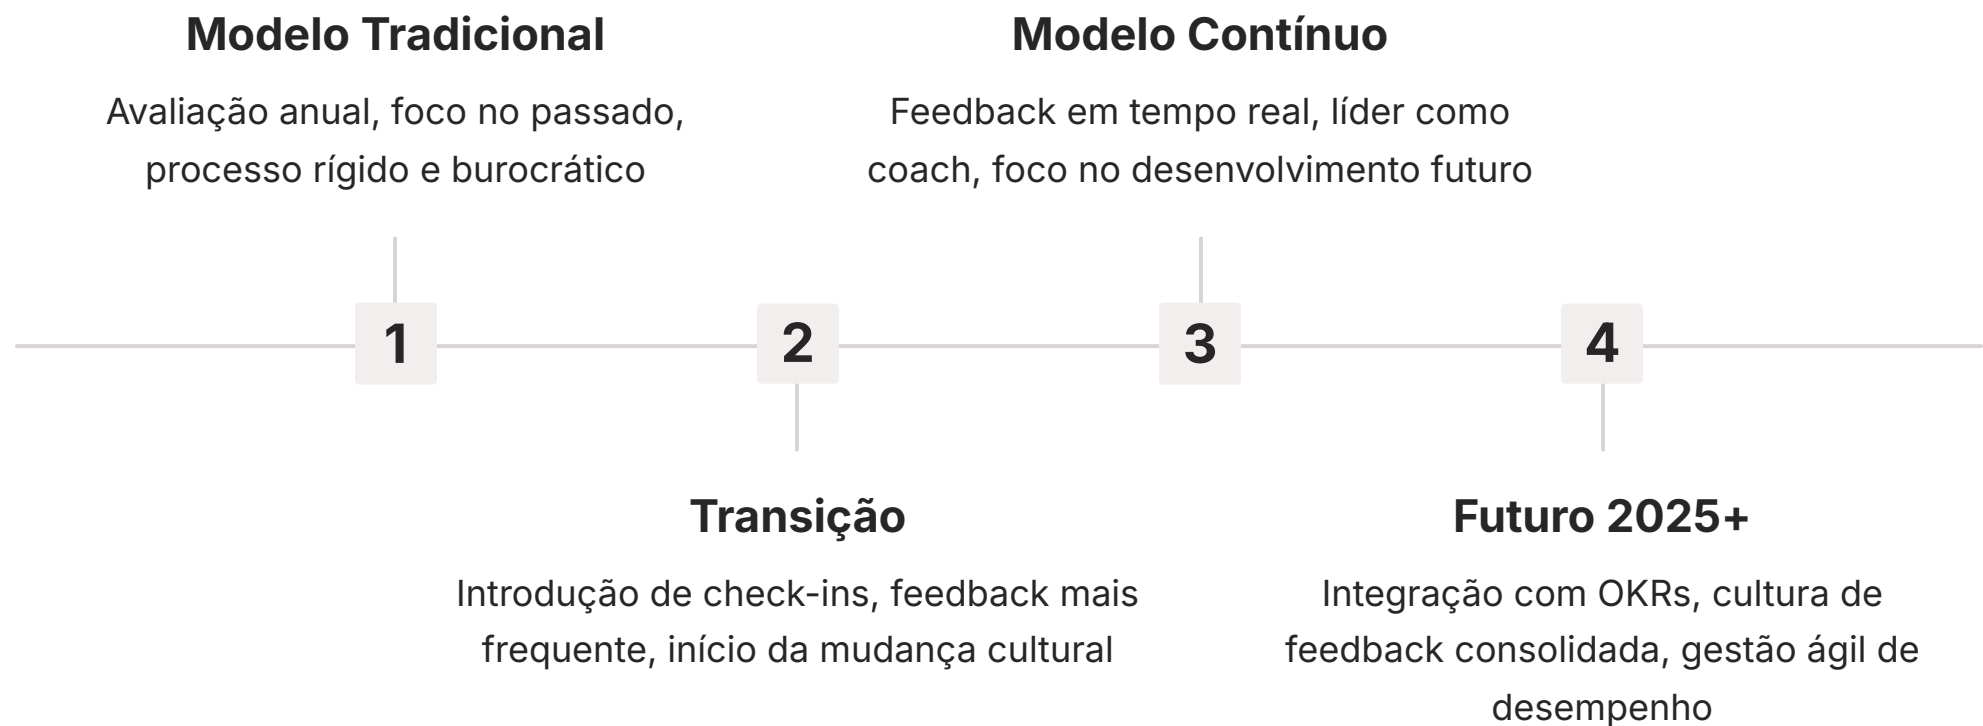 Modelo Tradicional
Avaliação anual, foco no passado,
processo rígido e burocrático
1
2
Transição
Introdução de check-ins, feedback mais
frequente, início da mudança cultural
Modelo Contínuo
Feedback em tempo real, líder como
coach, foco no desenvolvimento futuro
3
4
Futuro 2025+
Integração com OKRs, cultura de
feedback consolidada, gestão ágil de
desempenho